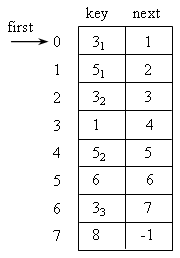 key next
first
0 3₁ 1
1 5₁ 2
2 3₂ 3
3 1 4
4 5₂ 5
5 6 6
6 3₃ 7
7 8 -1